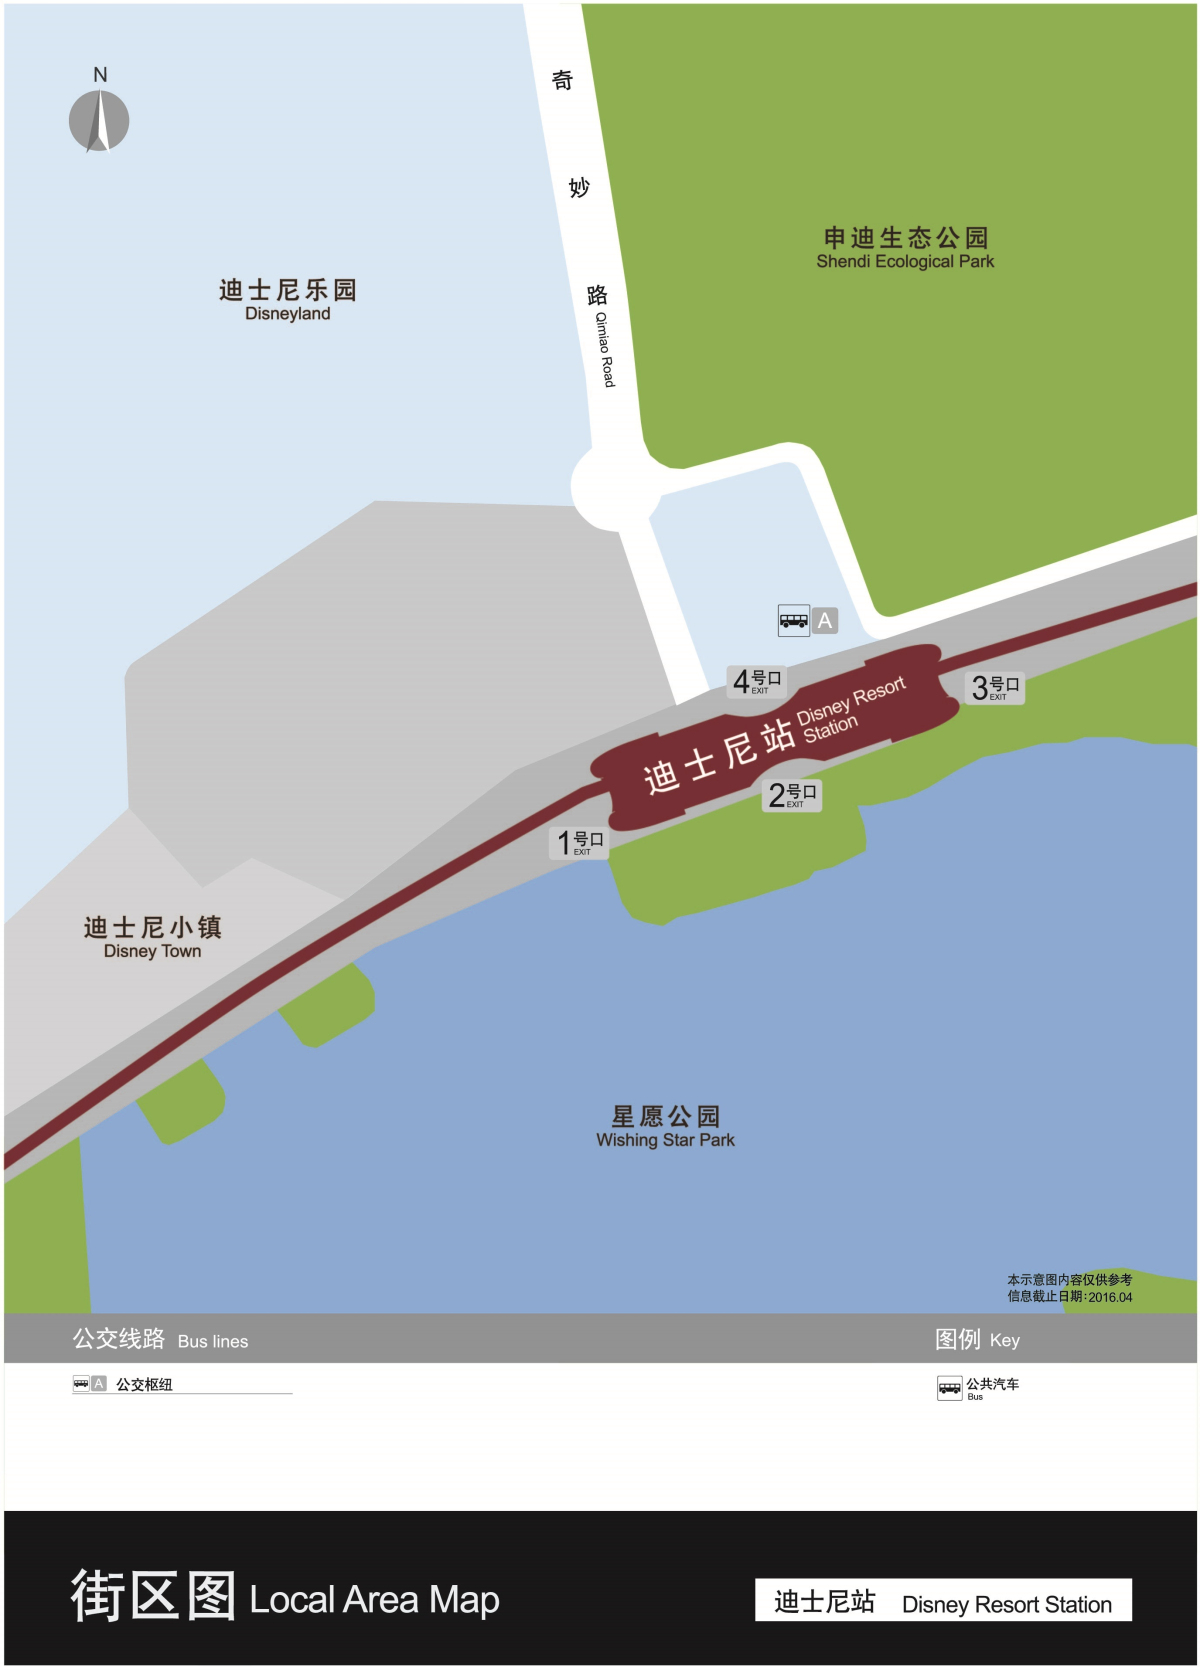 N
奇妙路
Qimiao Road
申迪生态公园
Shendi Ecological Park
迪士尼乐园
Disneyland
A
4号口
EXIT
3号口
EXIT
迪士尼站
Disney Resort
Station
2号口
EXIT
1号口
EXIT
迪士尼小镇
Disney Town
星愿公园
Wishing Star Park
本示意图内容仅供参考
信息截止日期:2016.04
公交线路 Bus lines
图例 Key
A 公交枢纽
公共汽车
Bus
街区图 Local Area Map
迪士尼站 Disney Resort Station